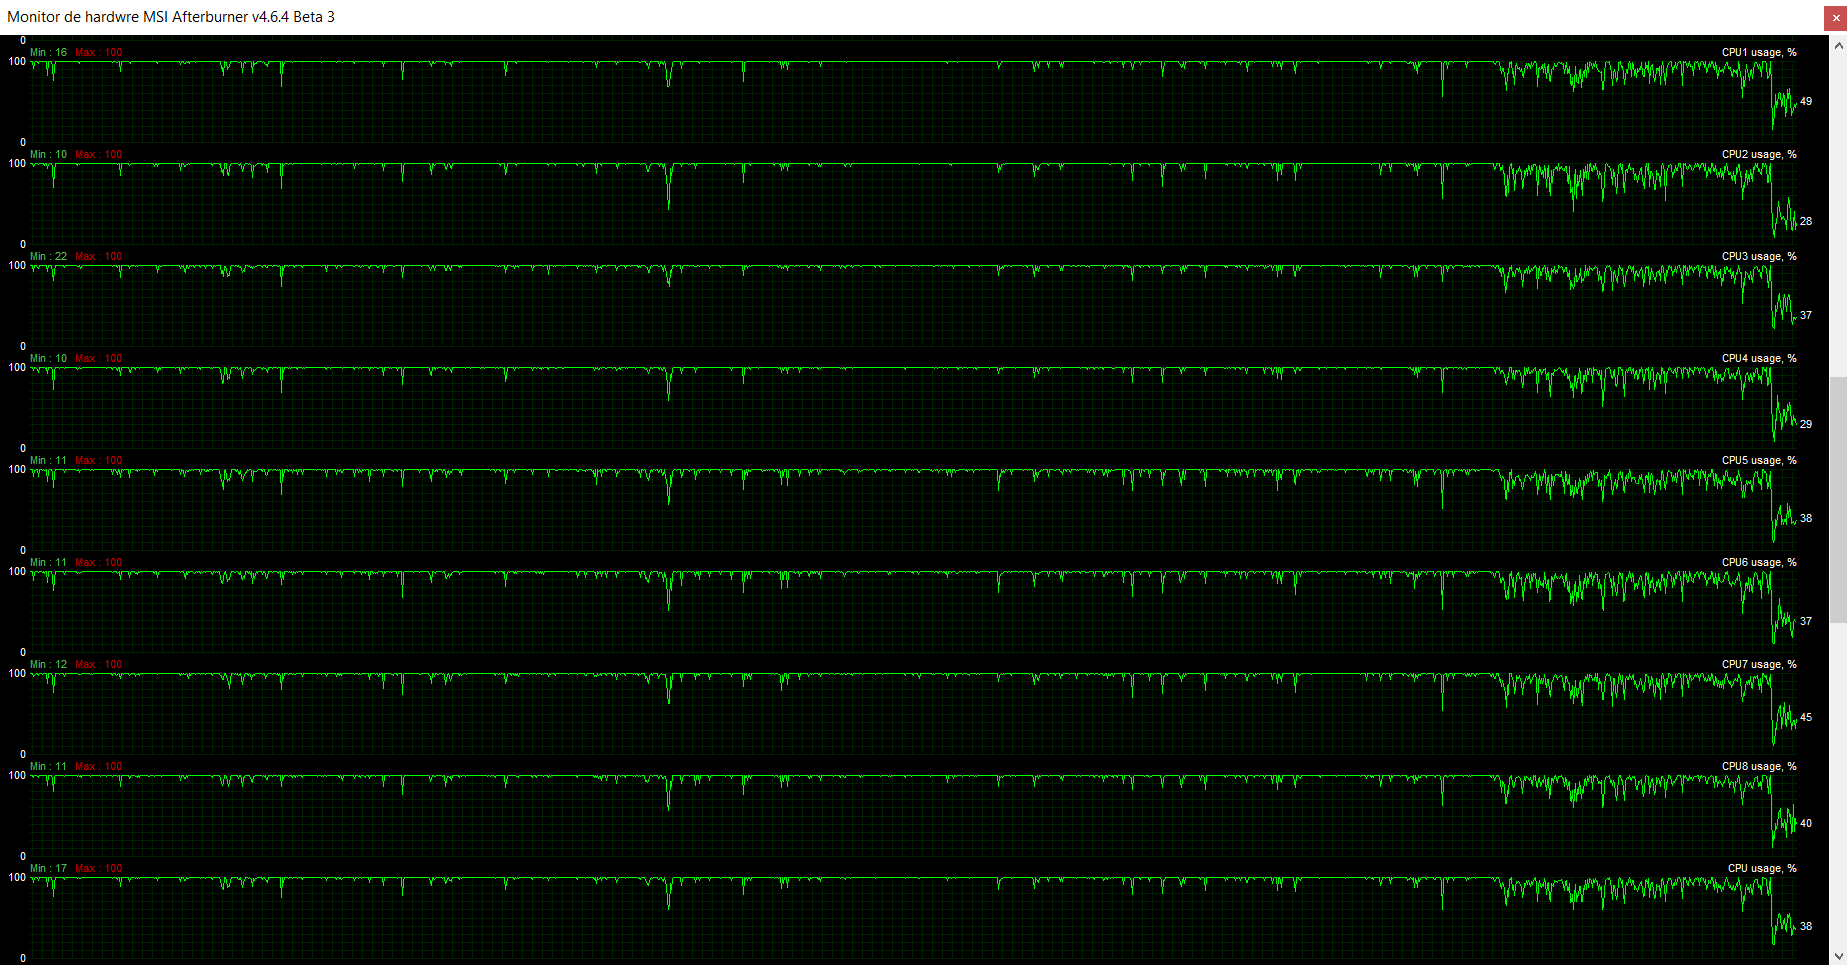 Monitor de hardwre MSI Afterburner v4.6.4 Beta 3
0
Min : 16 Max : 100 CPU1 usage, %
100
49
0
Min : 10 Max : 100 CPU2 usage, %
100
28
0
Min : 22 Max : 100 CPU3 usage, %
100
37
0
Min : 10 Max : 100 CPU4 usage, %
100
29
0
Min : 11 Max : 100 CPU5 usage, %
100
38
0
Min : 11 Max : 100 CPU6 usage, %
100
37
0
Min : 12 Max : 100 CPU7 usage, %
100
45
0
Min : 11 Max : 100 CPU8 usage, %
100
40
0
Min : 17 Max : 100 CPU usage, %
100
38
0